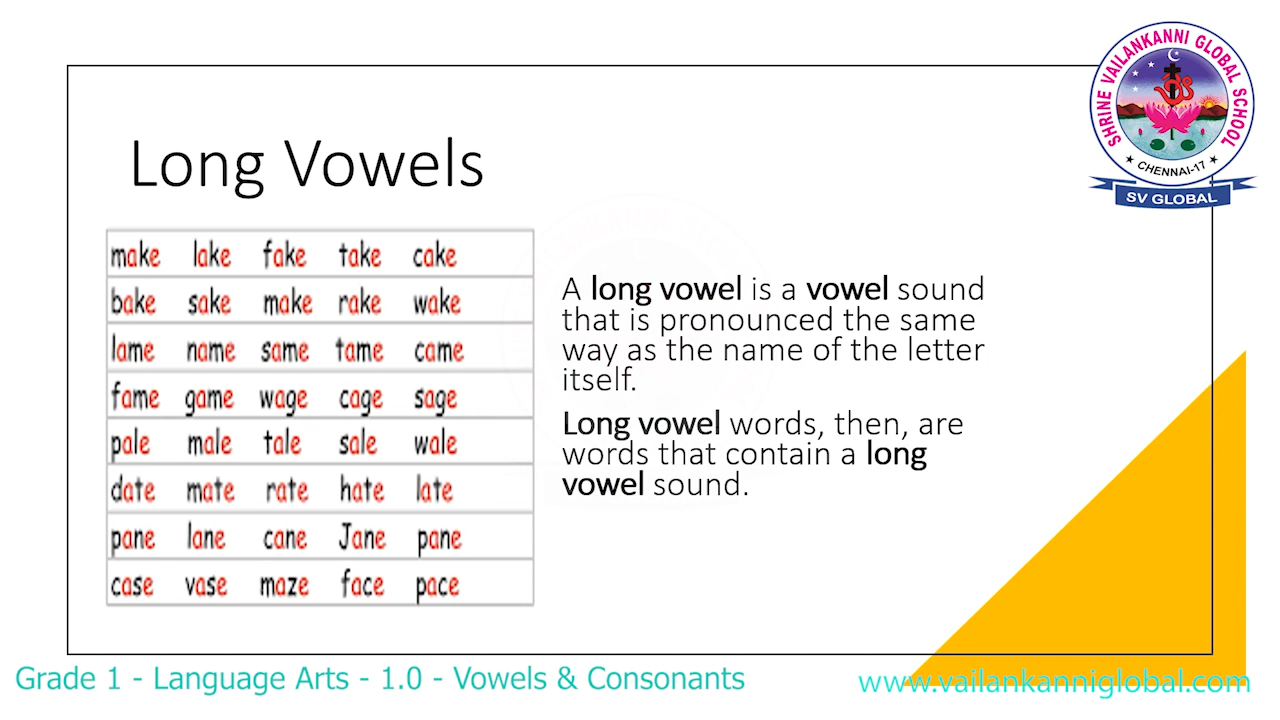 SHRINE VAILANKANNI GLOBAL SCHOOL
CHENNAI-17
SV GLOBAL
Long Vowels
make lake fake take cake
bake sake make rake wake
lame name same tame came
fame game wage cage sage
pale male tale sale wale
date mate rate hate late
pane lane cane Jane pane
case vase maze face pace
A long vowel is a vowel sound
that is pronounced the same
way as the name of the letter
itself.
Long vowel words, then, are
words that contain a long
vowel sound.
Grade 1 - Language Arts - 1.0 - Vowels & Consonants
www.vailankanniglobal.com